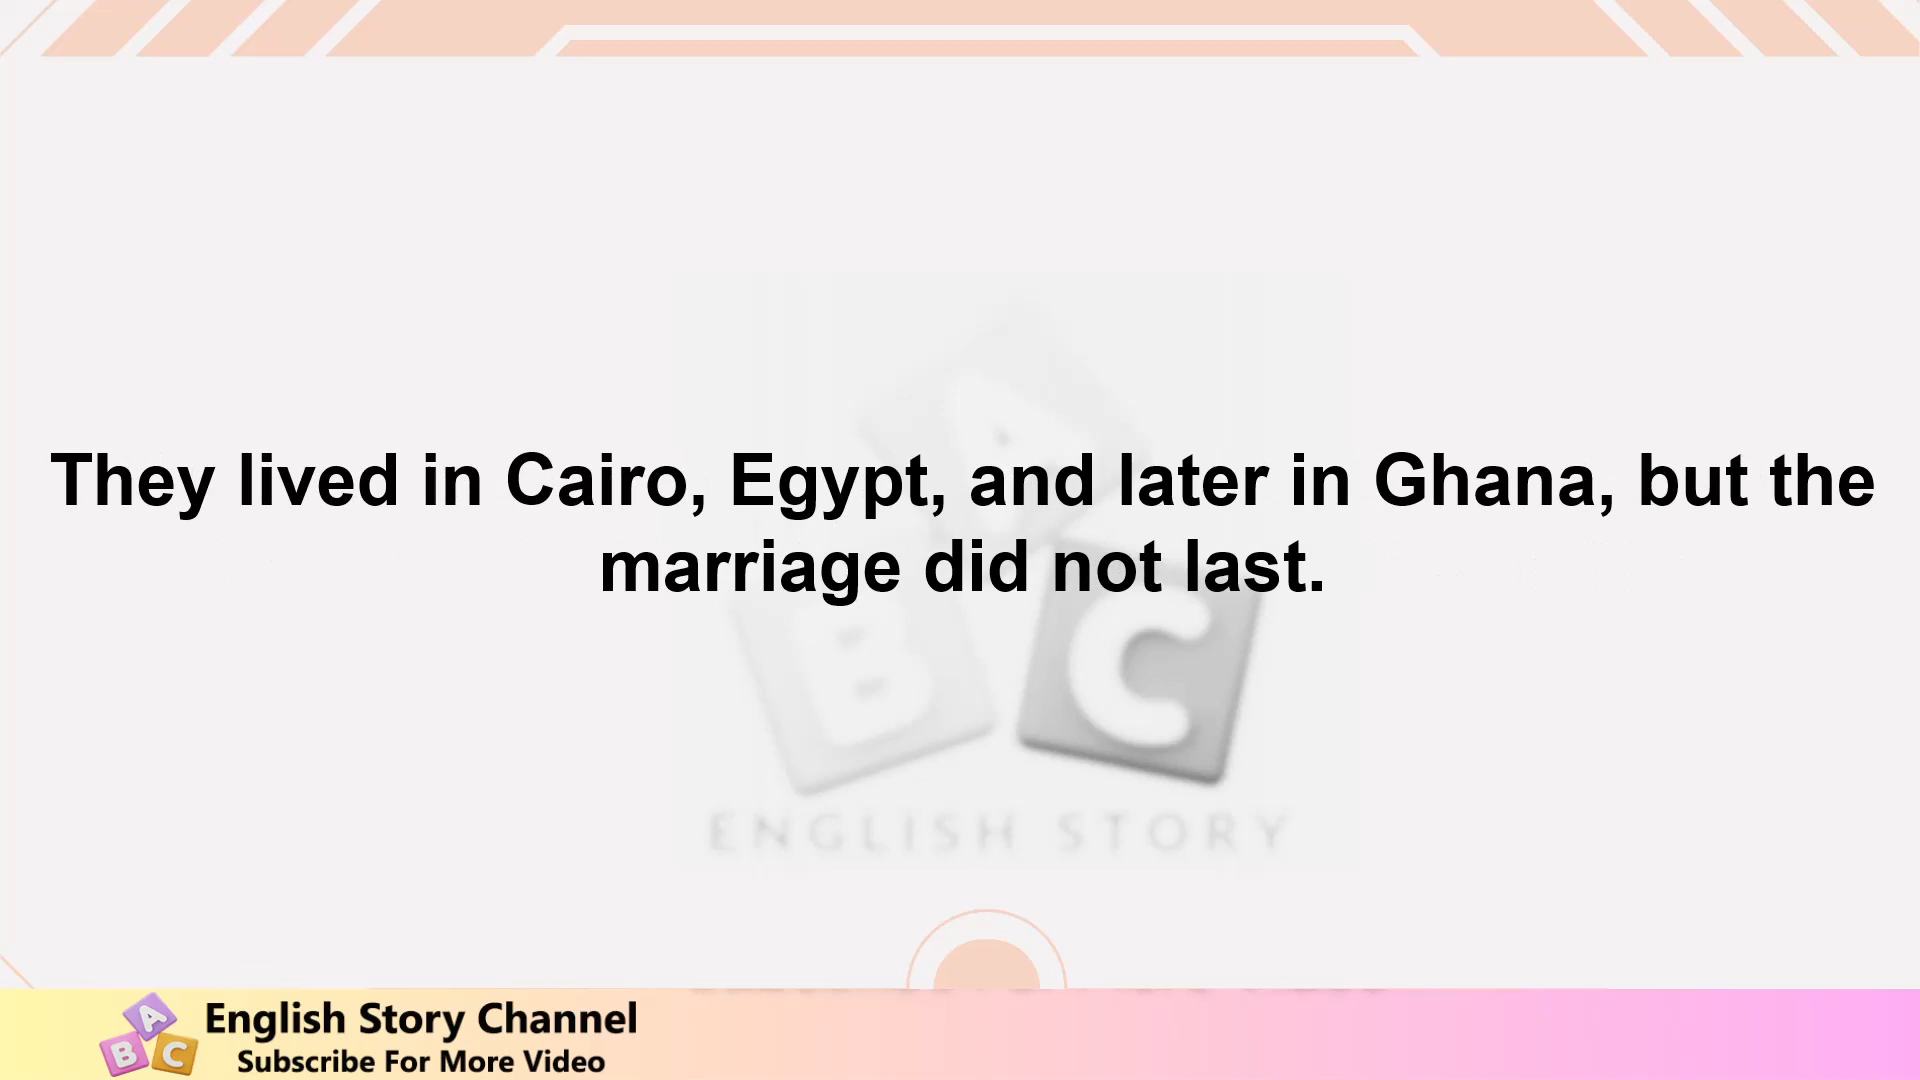 They lived in Cairo, Egypt, and later in Ghana, but the
marriage did not last.
A
B
C
ENGLISH STORY
A
B
C
English Story Channel
Subscribe For More Video